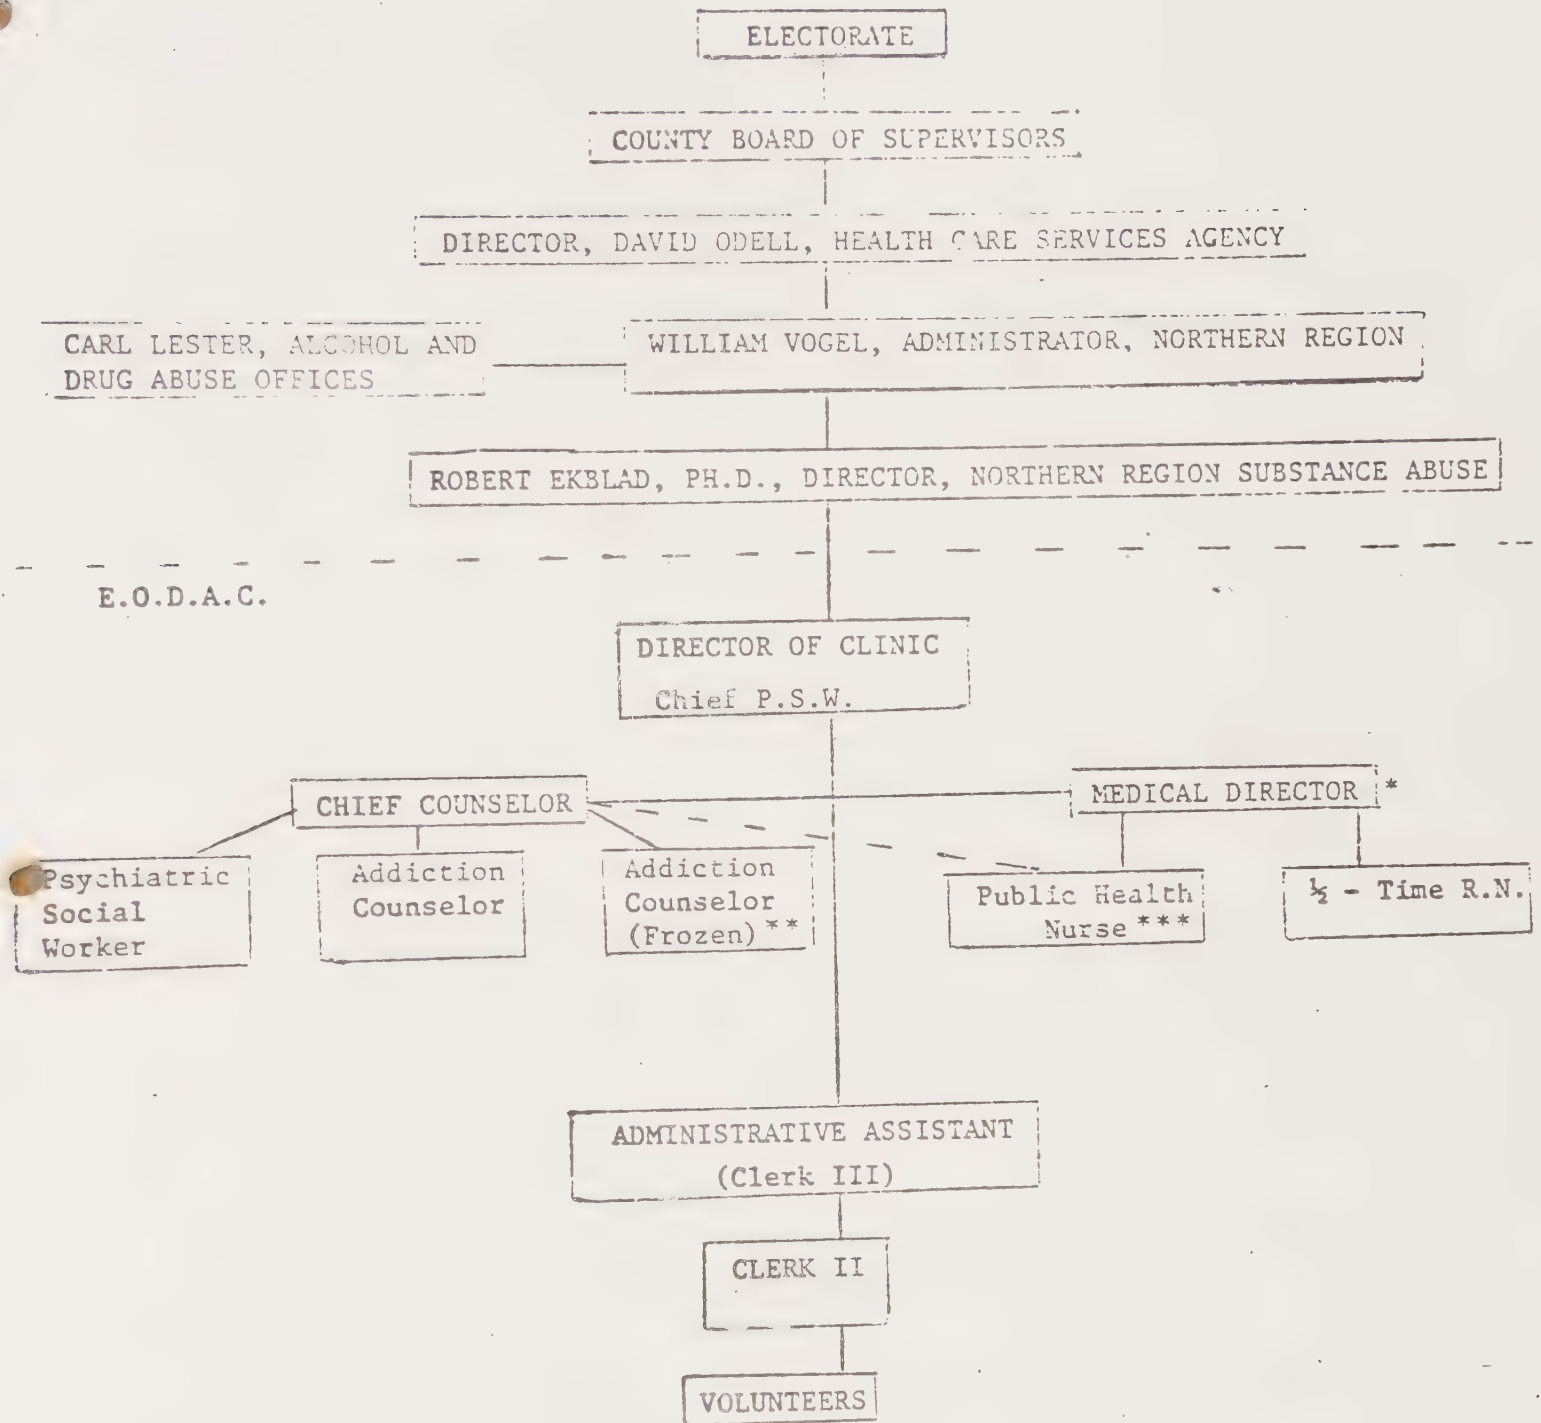 ELECTORATE
COUNTY BOARD OF SUPERVISORS
DIRECTOR, DAVID ODELL, HEALTH CARE SERVICES AGENCY
CARL LESTER, ALCOHOL AND
DRUG ABUSE OFFICES
WILLIAM VOGEL, ADMINISTRATOR, NORTHERN REGION
ROBERT EKBLAD, PH.D., DIRECTOR, NORTHERN REGION SUBSTANCE ABUSE
E.O.D.A.C.
DIRECTOR OF CLINIC
Chief P.S.W.
CHIEF COUNSELOR
MEDICAL DIRECTOR *
Psychiatric
Social
Worker
Addiction
Counselor
Addiction
Counselor
(Frozen) **
Public Health
Nurse ***
½ - Time R.N.
ADMINISTRATIVE ASSISTANT
(Clerk III)
CLERK II
VOLUNTEERS